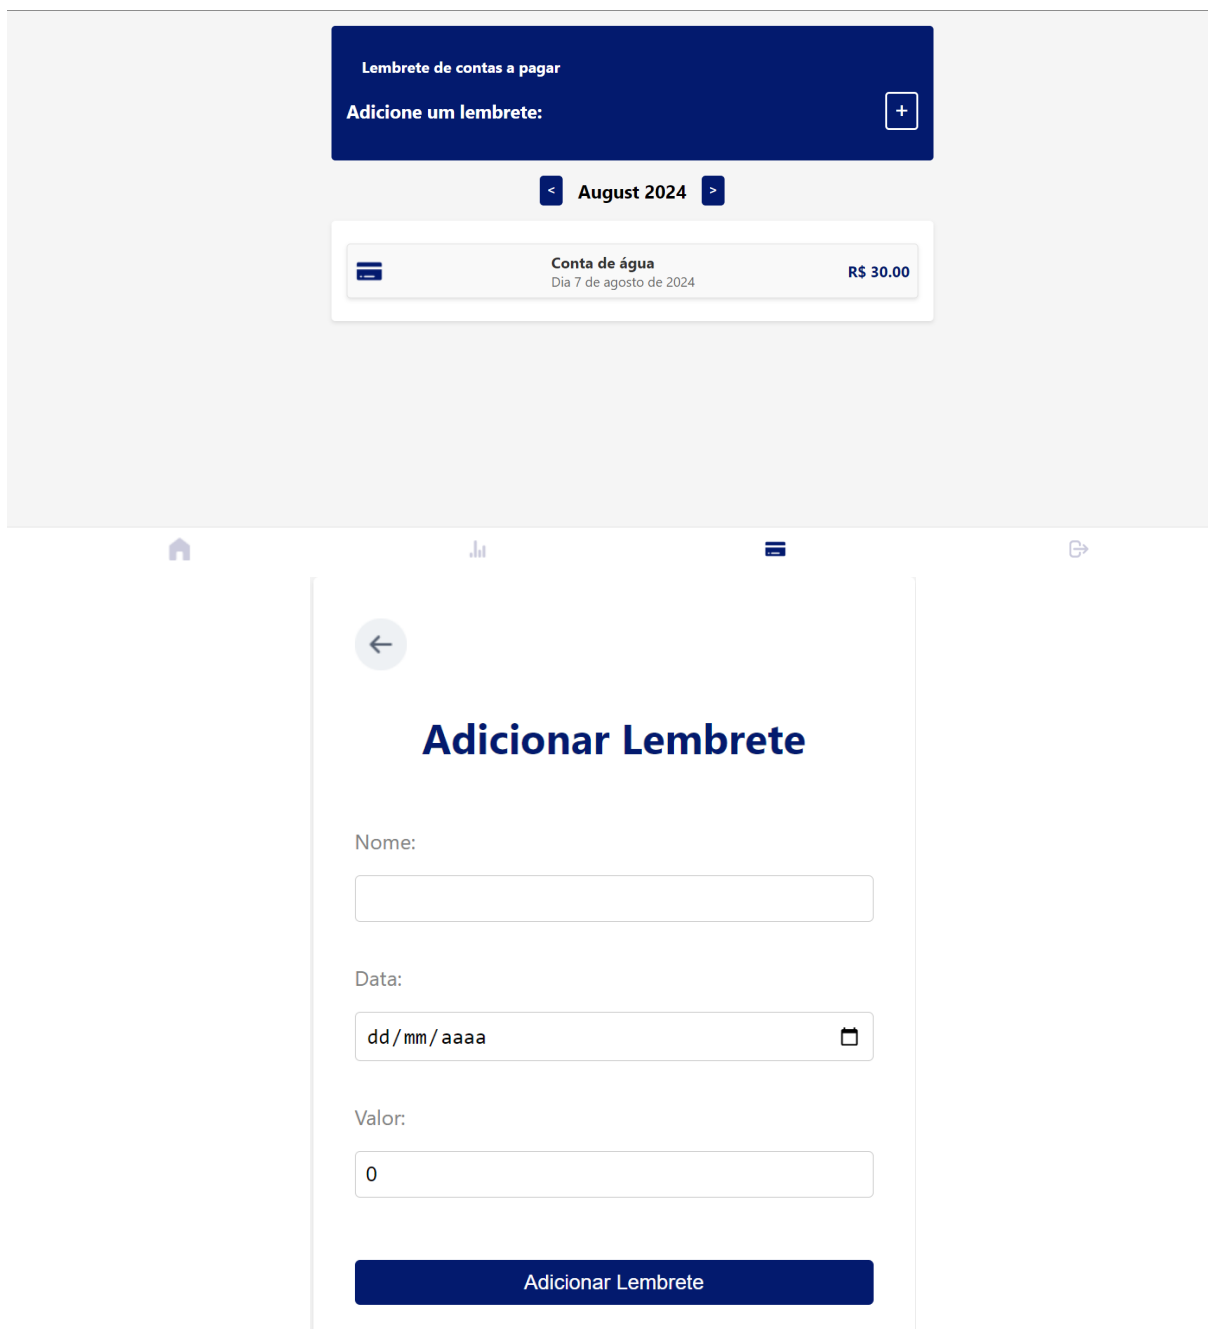 Lembrete de contas a pagar
Adicione um lembrete:
+
< August 2024 >
Conta de água
Dia 7 de agosto de 2024
R$ 30.00
Adicionar Lembrete
Nome:
Data:
dd/mm/aaaa
Valor:
0
Adicionar Lembrete